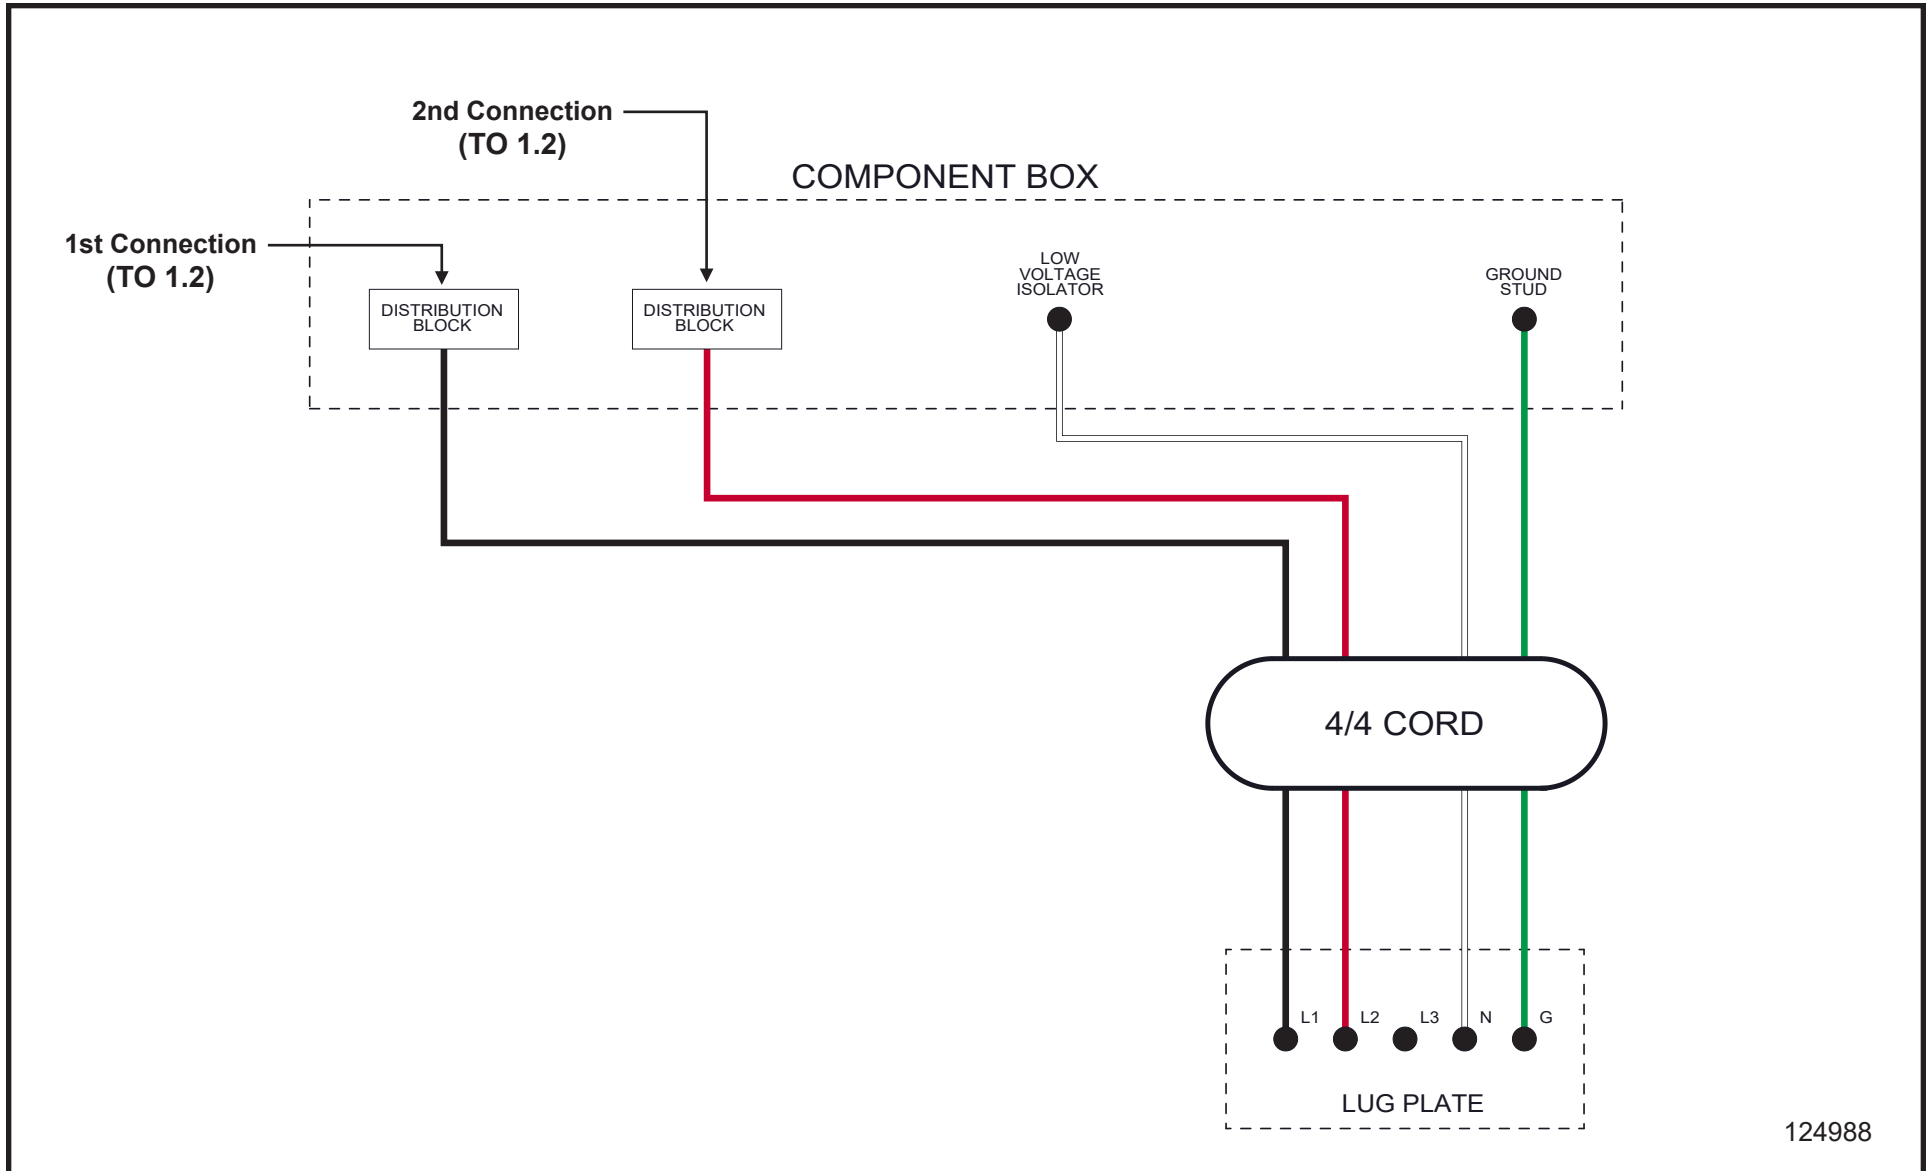 2nd Connection
(TO 1.2)
COMPONENT BOX
1st Connection
(TO 1.2)
LOW
VOLTAGE
ISOLATOR
GROUND
STUD
DISTRIBUTION
BLOCK
DISTRIBUTION
BLOCK
4/4 CORD
L1
L2
L3
N
G
LUG PLATE
124988